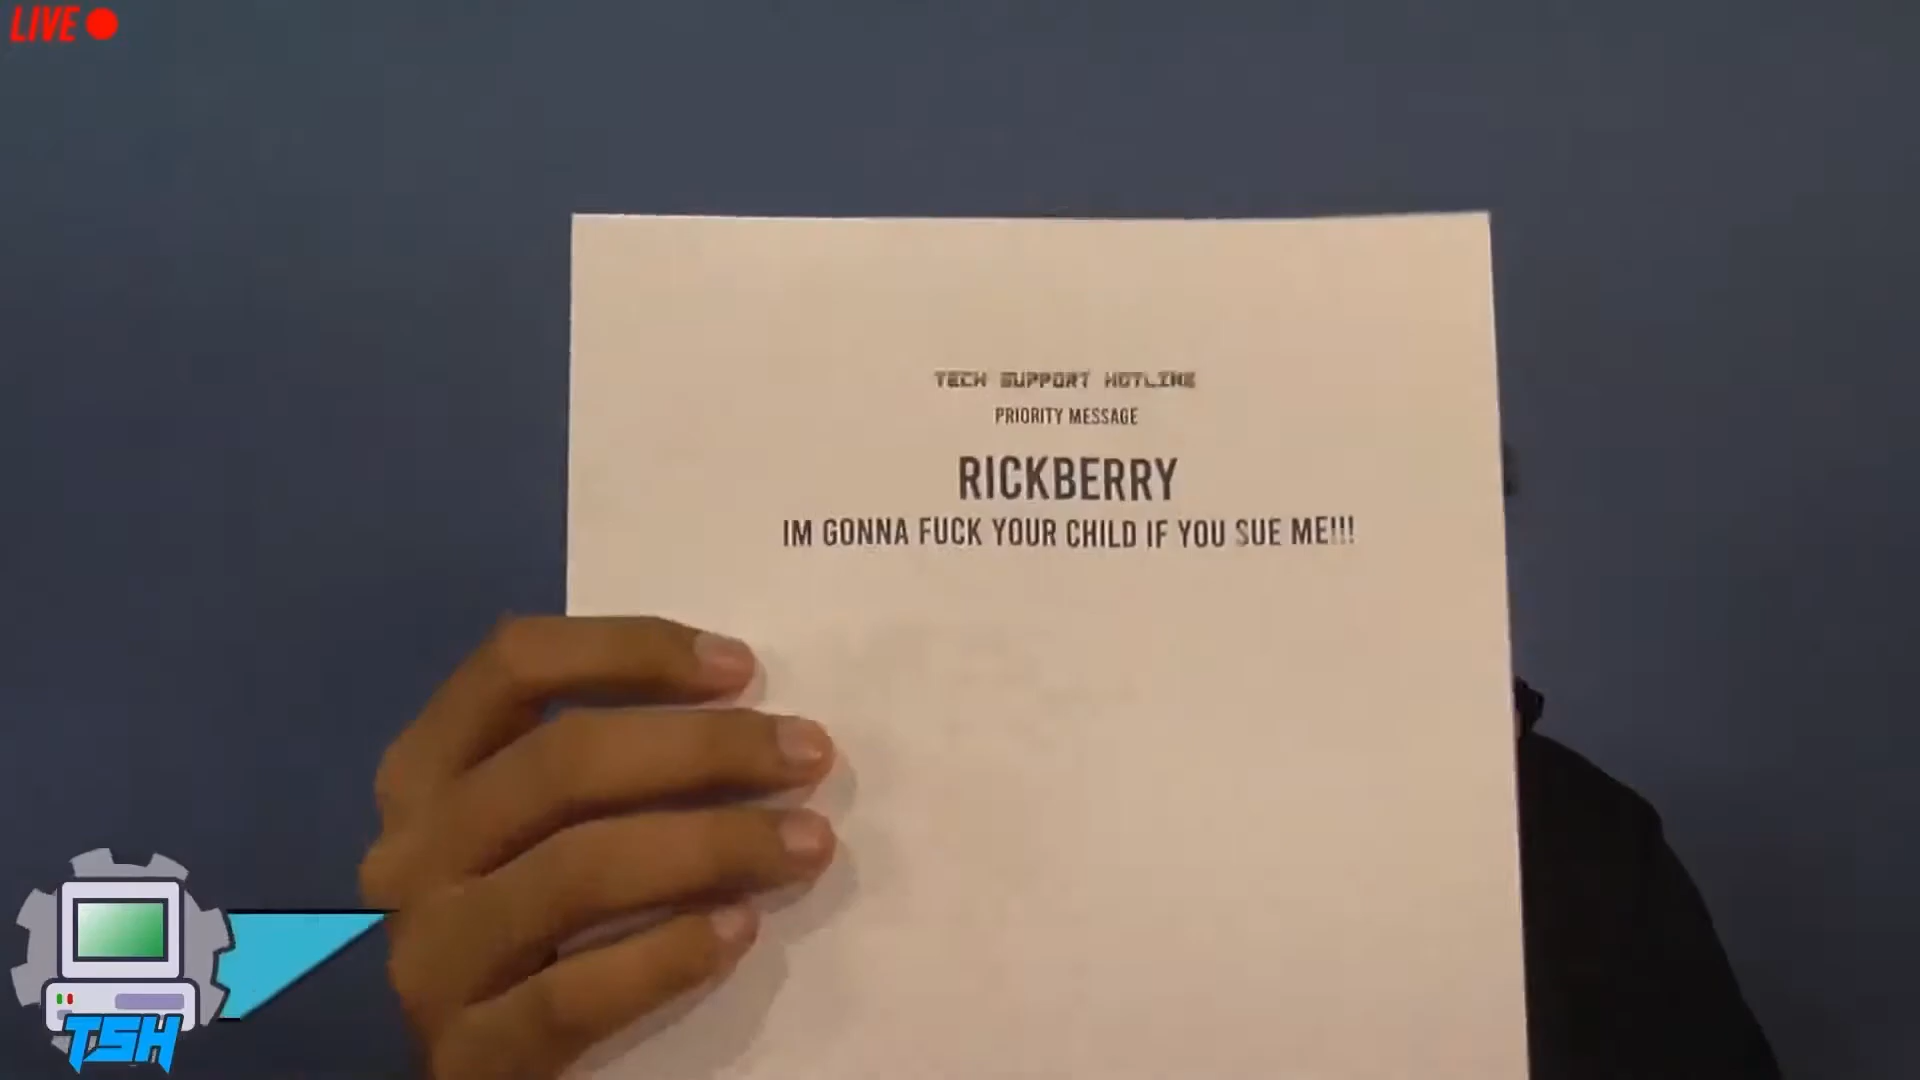 LIVE
TECH SUPPORT HOTLINE
PRIORITY MESSAGE
RICKBERRY
IM GONNA FUCK YOUR CHILD IF YOU SUE ME!!!
TSH